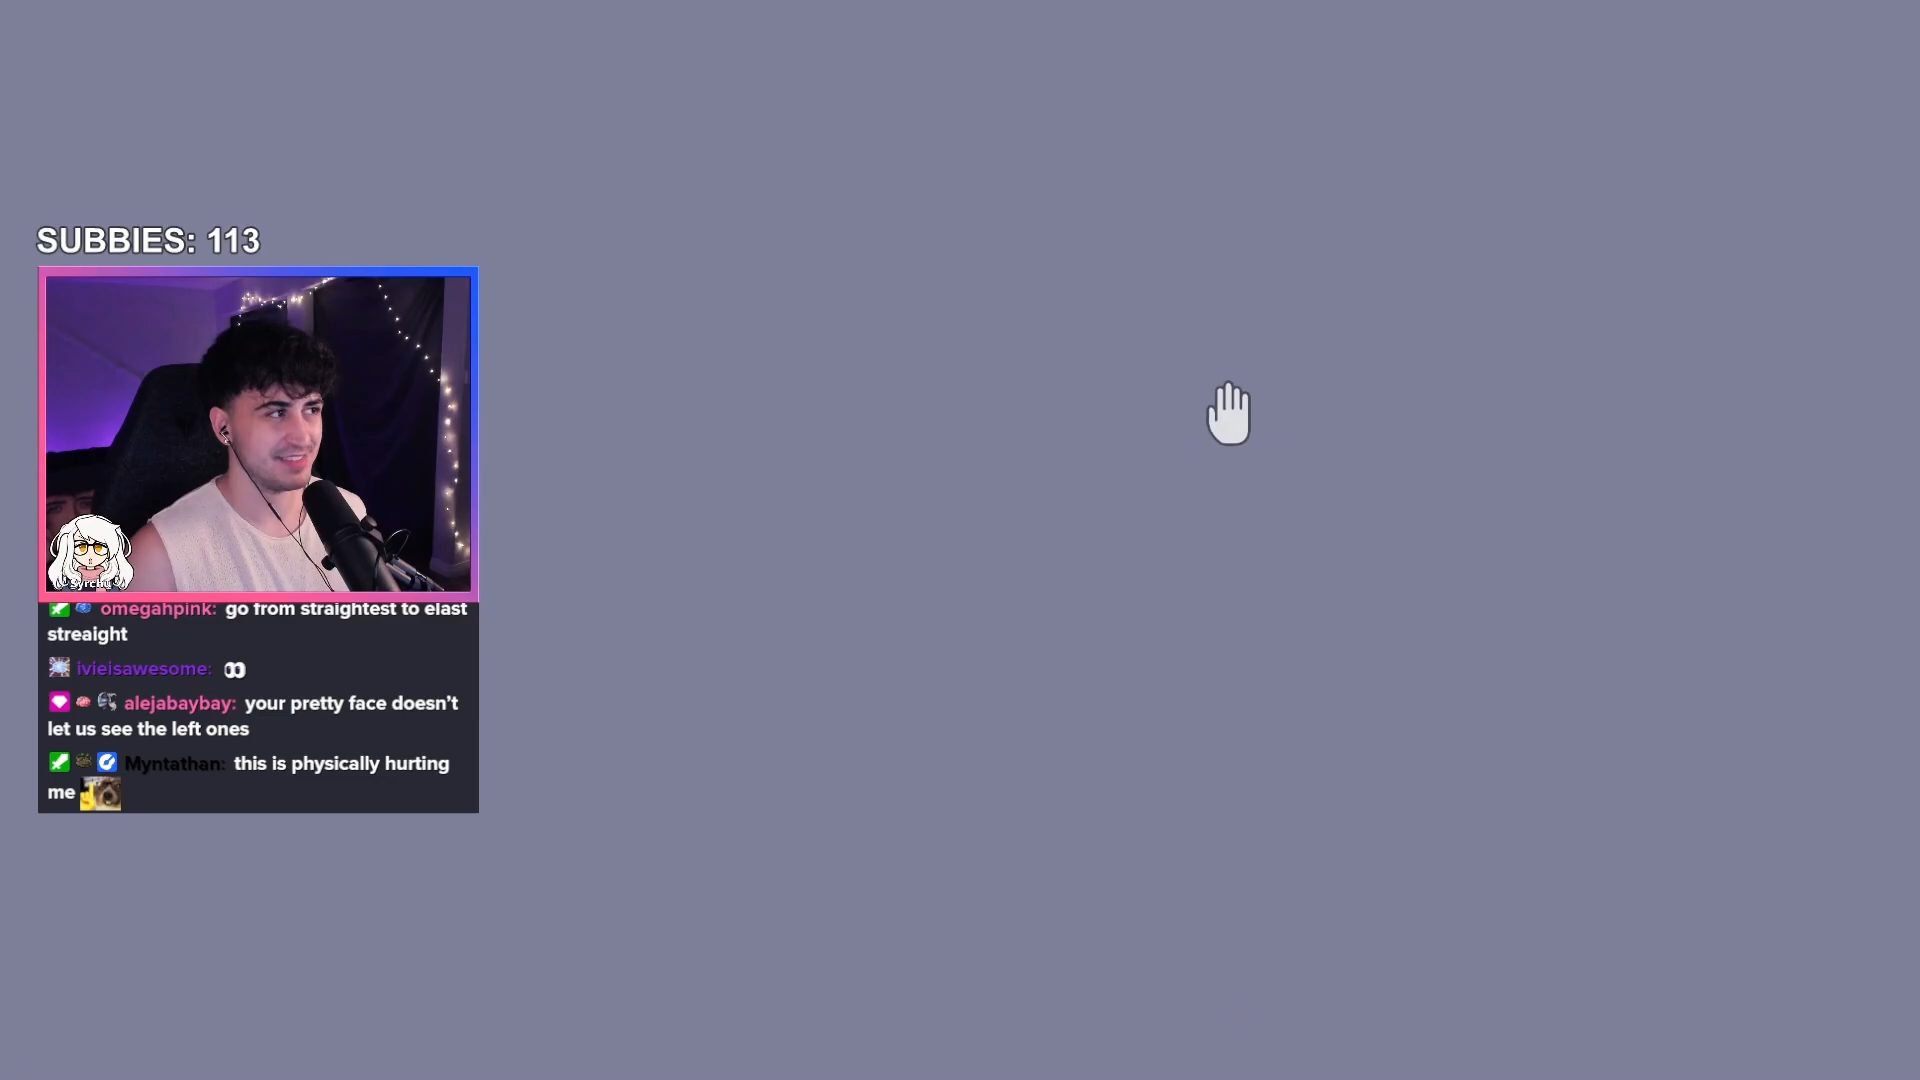 SUBBIES: 113
Syrchu
omegahpink: go from straightest to elast
streaight
ivieisawesome:
alejabaybay: your pretty face doesn't
let us see the left ones
Myntathan: this is physically hurting
me